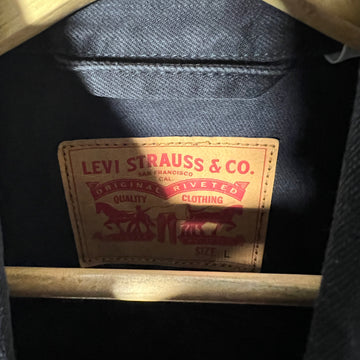 LEVI STRAUSS & CO.
SAN FRANCISCO
CAL.
ORIGINAL RIVETED
QUALITY CLOTHING
SIZE L